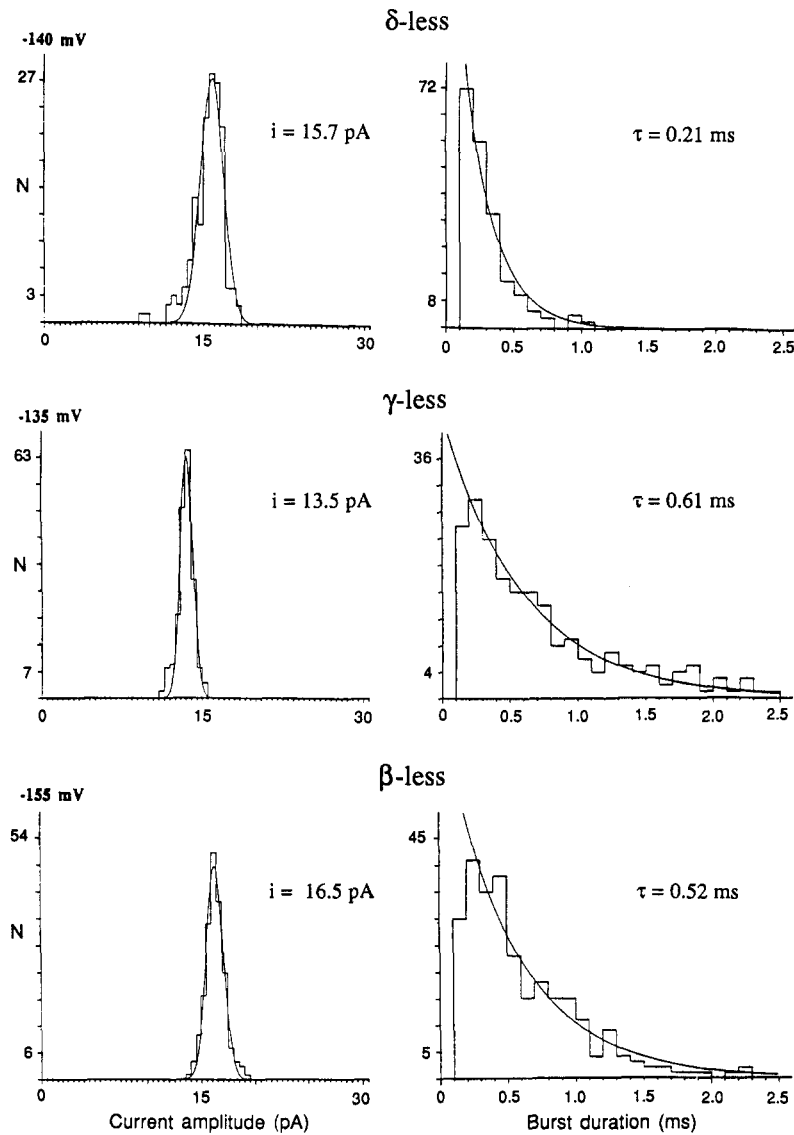 δ-less
-140 mV
27
N
3
i = 15.7 pA
0
15
30
72
8
τ = 0.21 ms
0
0.5
1.0
1.5
2.0
2.5
γ-less
-135 mV
63
N
7
i = 13.5 pA
0
15
30
36
4
τ = 0.61 ms
0
0.5
1.0
1.5
2.0
2.5
β-less
-155 mV
54
N
6
i = 16.5 pA
0
15
30
Current amplitude (pA)
45
5
τ = 0.52 ms
0
0.5
1.0
1.5
2.0
2.5
Burst duration (ms)